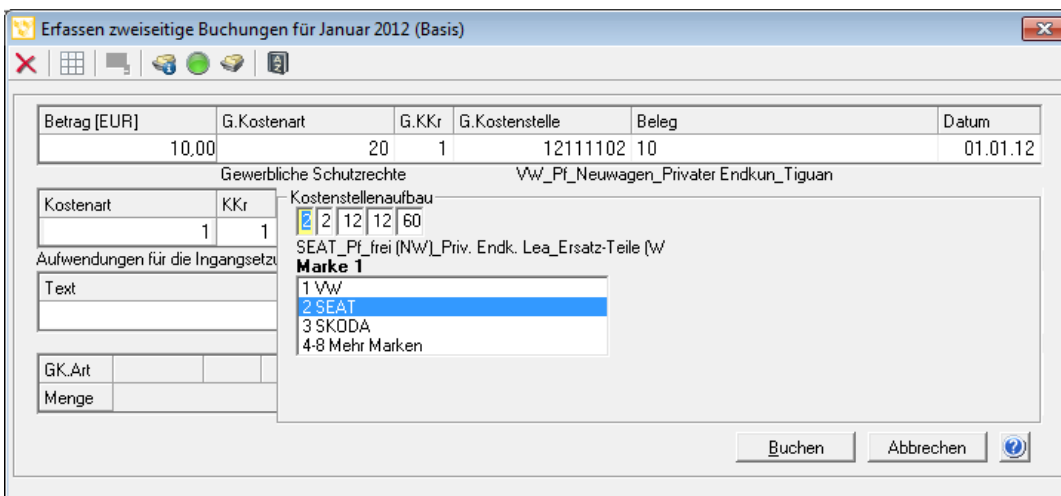 Erfassen zweiseitige Buchungen für Januar 2012 (Basis)
Betrag [EUR] G.Kostenart G.KKr G.Kostenstelle Beleg Datum
10,00 20 1 12111102 10 01.01.12
Gewerbliche Schutzrechte VW_Pf_Neuwagen_Privater Endkun_Tiguan
Kostenart KKr
1 1
Aufwendungen für die Ingangsetzu
Text
GK.Art
Menge
Kostenstellenaufbau
2 2 12 12 60
SEAT_Pf_frei (NW)_Priv. Endk. Lea_Ersatz-Teile (W
Marke 1
1 VW
2 SEAT
3 SKODA
4-8 Mehr Marken
Buchen Abbrechen